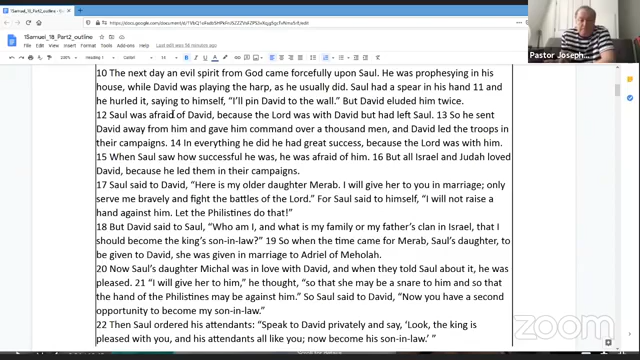 1Samuel_18_Part2_outline
https://docs.google.com/document/d/
1Samuel_18_Part2_outline
File Edit View Insert Format Tools
Pastor Joseph...
10 The next day an evil spirit from God came forcefully upon Saul. He was prophesying in his
house, while David was playing the harp, as he usually did. Saul had a spear in his hand 11 and
he hurled it, saying to himself, "I'll pin David to the wall." But David eluded him twice.
12 Saul was afraid of David, because the Lord was with David but had left Saul. 13 So he sent
David away from him and gave him command over a thousand men, and David led the troops in
their campaigns. 14 In everything he did he had great success, because the Lord was with him.
15 When Saul saw how successful he was, he was afraid of him. 16 But all Israel and Judah loved
David, because he led them in their campaigns.
17 Saul said to David, "Here is my older daughter Merab. I will give her to you in marriage; only
serve me bravely and fight the battles of the Lord." For Saul said to himself, "I will not raise a
hand against him. Let the Philistines do that!"
18 But David said to Saul, "Who am I, and what is my family or my father's clan in Israel, that I
should become the king's son-in-law?" 19 So when the time came for Merab, Saul's daughter, to
be given to David, she was given in marriage to Adriel of Meholah.
20 Now Saul's daughter Michal was in love with David, and when they told Saul about it, he was
pleased. 21 "I will give her to him," he thought, "so that she may be a snare to him and so that
the hand of the Philistines may be against him." So Saul said to David, "Now you have a second
opportunity to become my son-in-law."
22 Then Saul ordered his attendants: "Speak to David privately and say, 'Look, the king is
pleased with you, and his attendants all like you; now become his son-in-law.' "
zoom